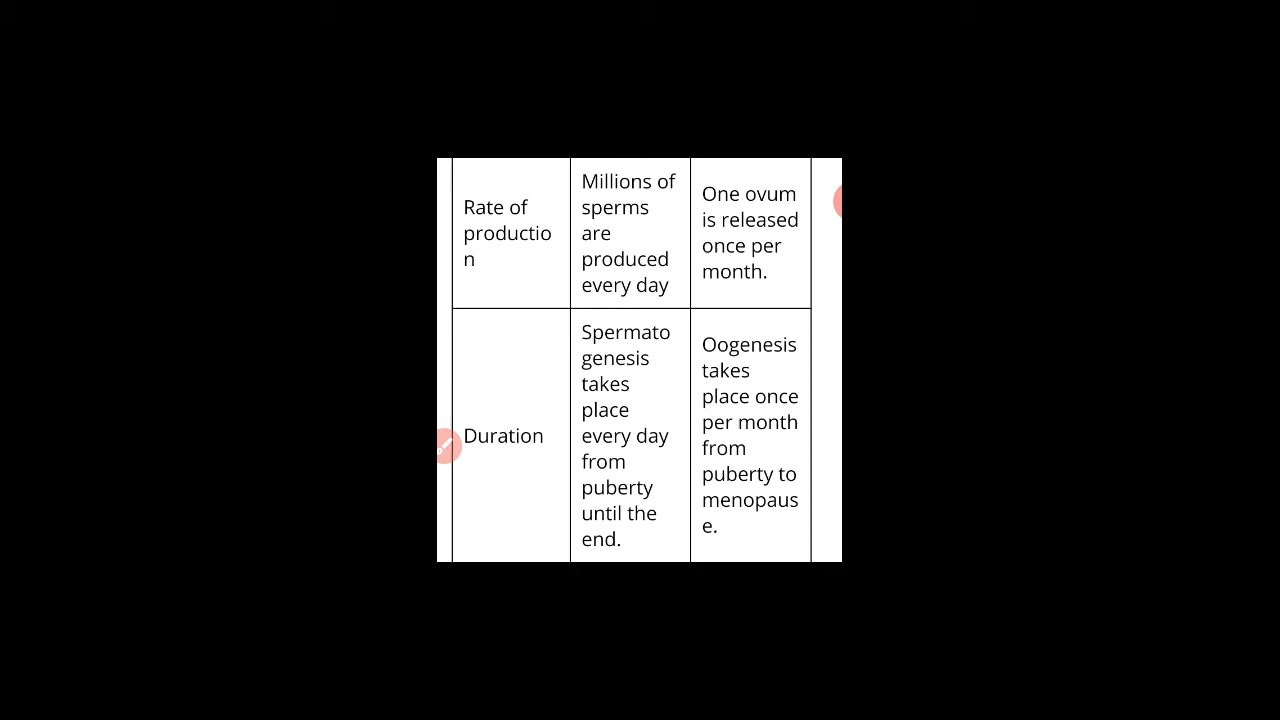 Rate of
productio
n
Millions of
sperms
are
produced
every day
One ovum
is released
once per
month.
Duration
Spermato
genesis
takes
place
every day
from
puberty
until the
end.
Oogenesis
takes
place once
per month
from
puberty to
menopaus
e.